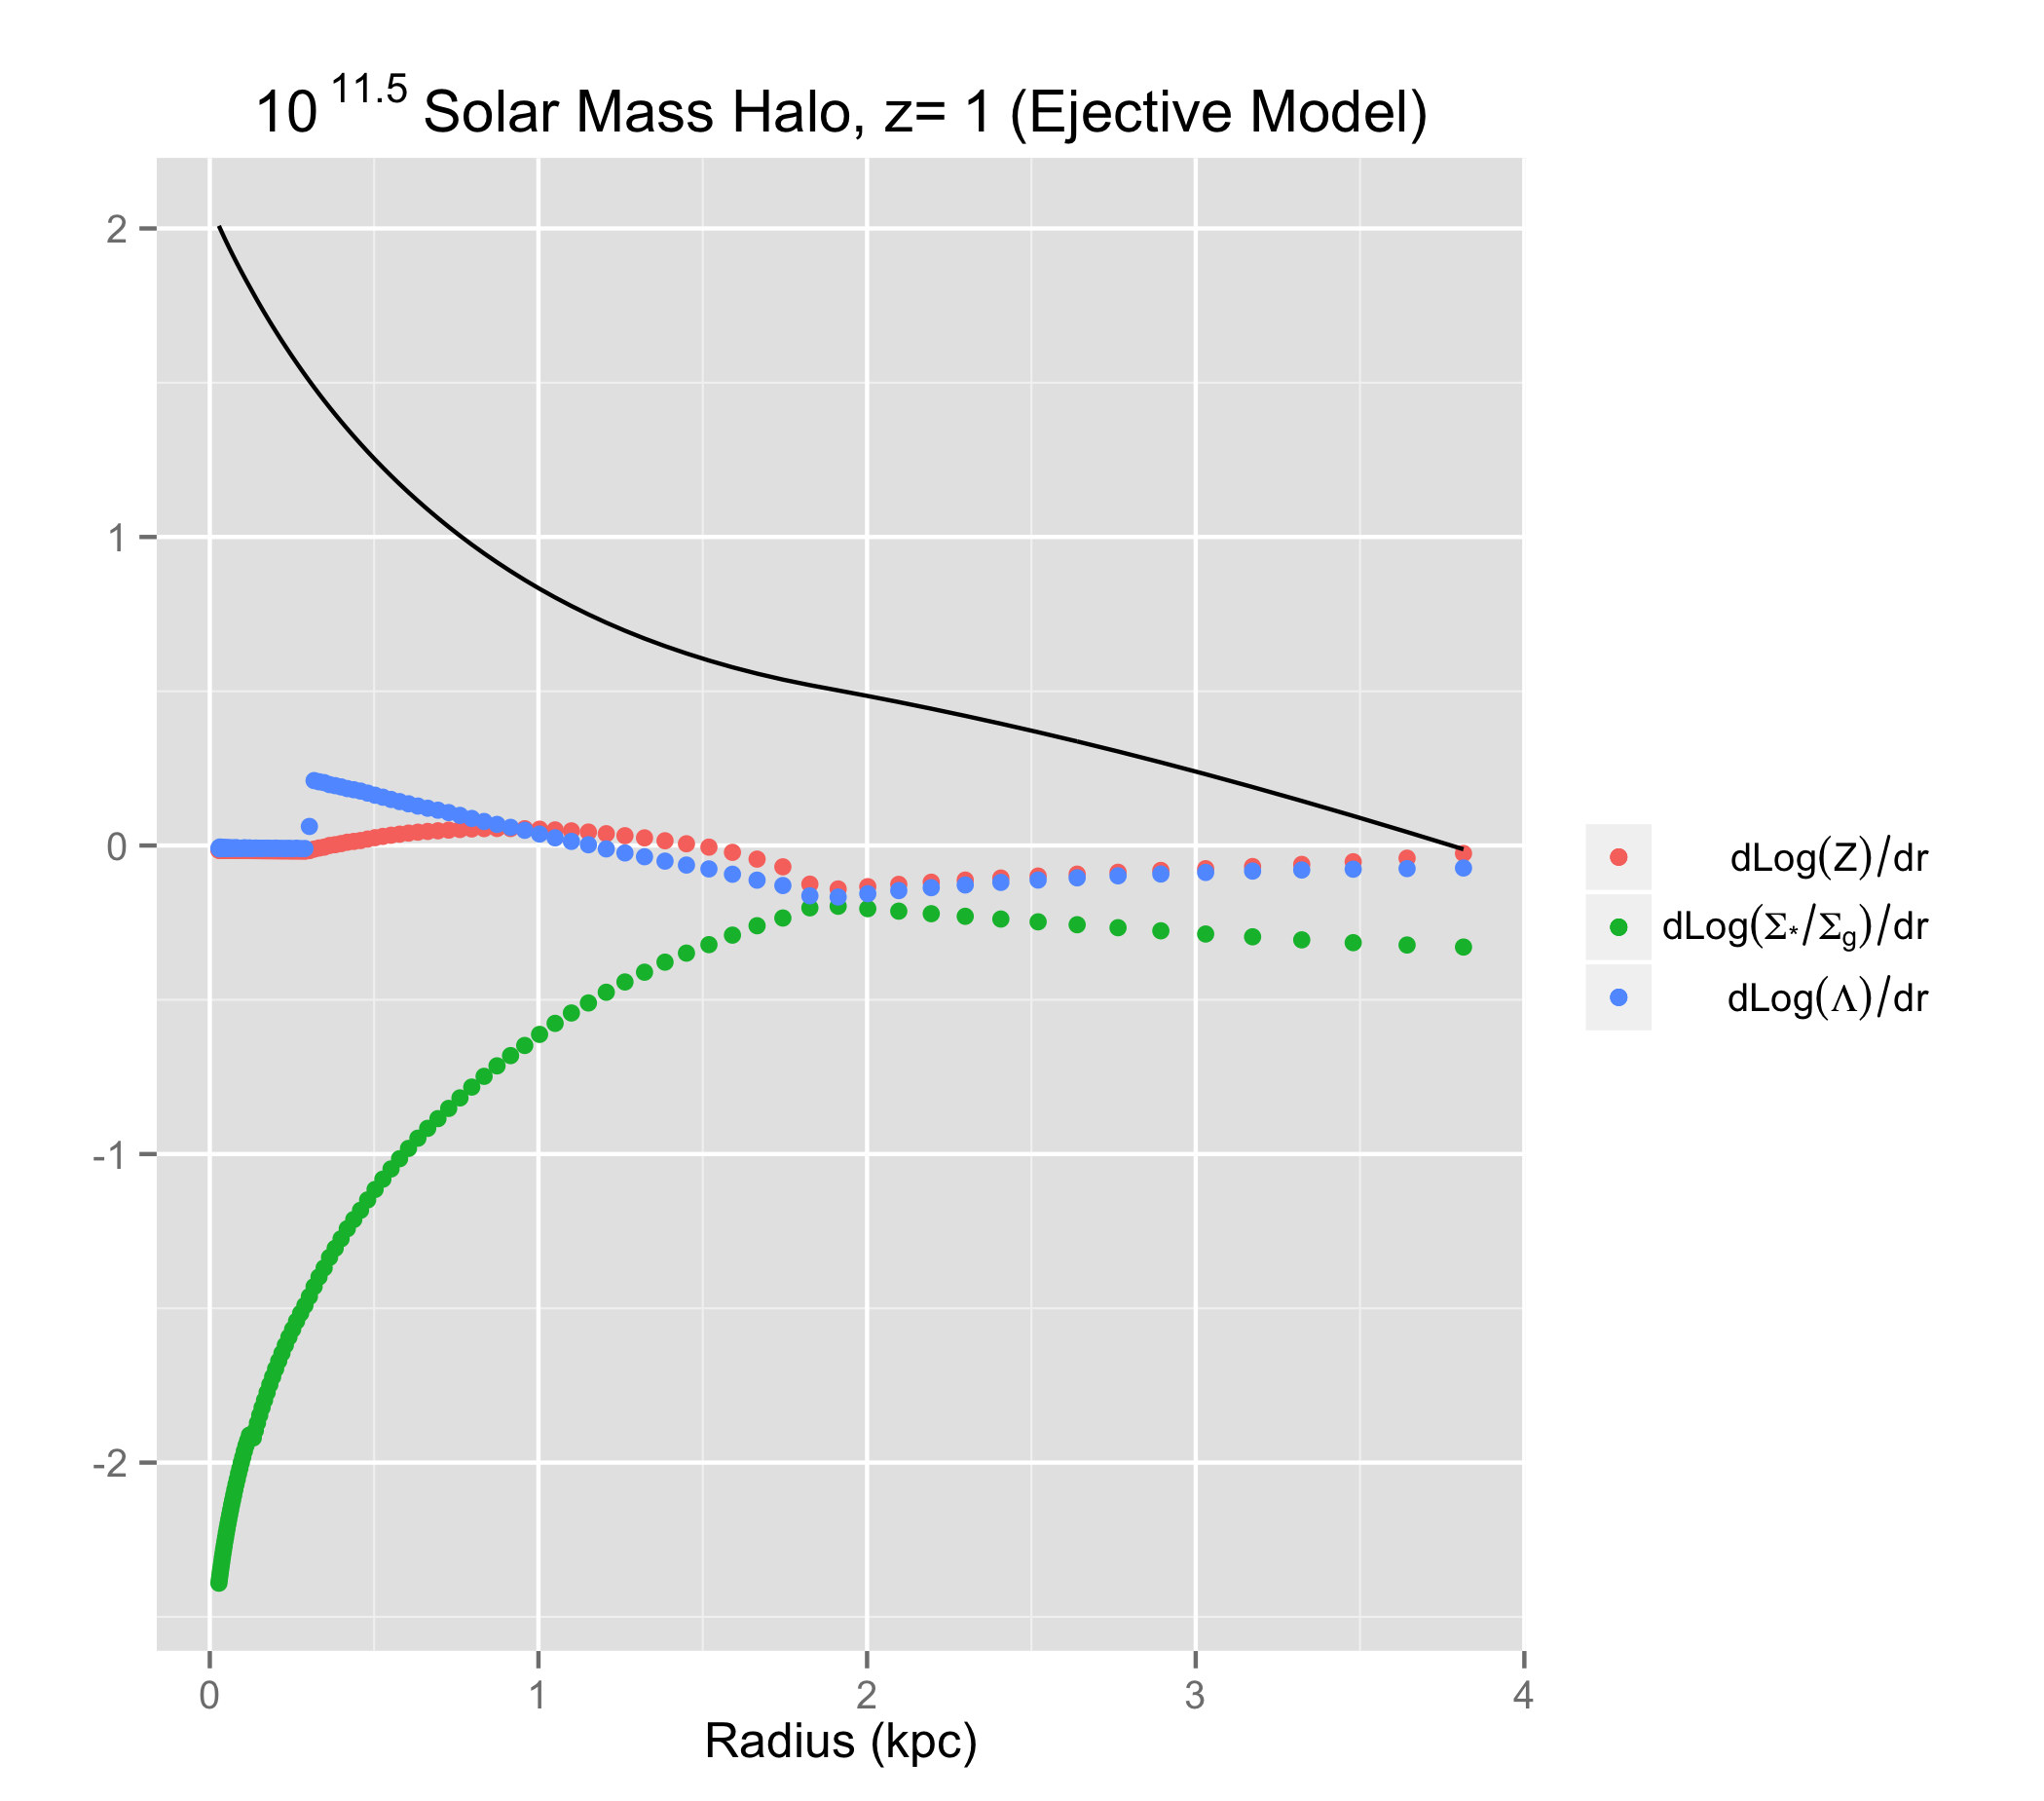 10^11.5 Solar Mass Halo, z= 1 (Ejective Model)
2
1
0
-1
-2
0 1 2 3 4
Radius (kpc)
dLog(Z)/dr
dLog(Σ*/Σg)/dr
dLog(Λ)/dr